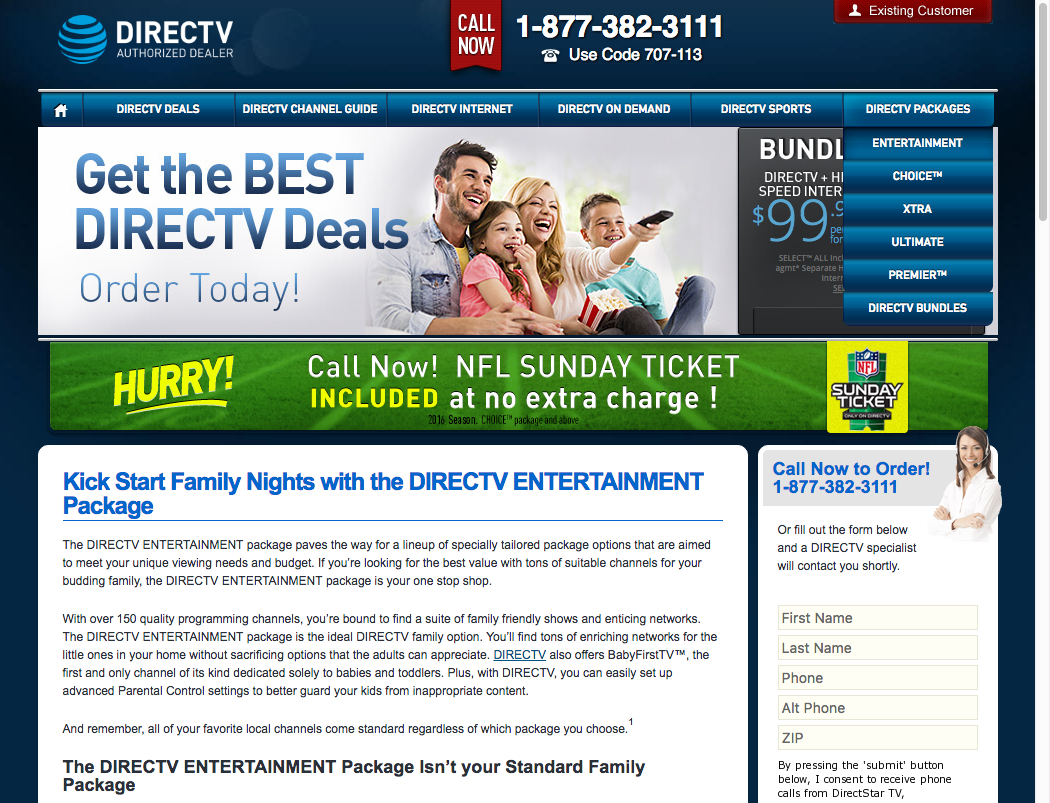 DIRECTV
AUTHORIZED DEALER
CALL
NOW
1-877-382-3111
Use Code 707-113
Existing Customer
DIRECTV DEALS
DIRECTV CHANNEL GUIDE
DIRECTV INTERNET
DIRECTV ON DEMAND
DIRECTV SPORTS
DIRECTV PACKAGES
ENTERTAINMENT
CHOICE™
XTRA
ULTIMATE
PREMIER™
DIRECTV BUNDLES
Get the BEST
DIRECTV Deals
Order Today!
BUNDL
DIRECTV + HI
SPEED INTER
$99.9
per
for
SELECT™ ALL Incl
agmt* Separate H
Intern
SE
HURRY!
Call Now! NFL SUNDAY TICKET
INCLUDED at no extra charge !
2016 Season. CHOICE™ package and above
NFL
SUNDAY
TICKET
ONLY ON DIRECTV
Kick Start Family Nights with the DIRECTV ENTERTAINMENT
Package
The DIRECTV ENTERTAINMENT package paves the way for a lineup of specially tailored package options that are aimed
to meet your unique viewing needs and budget. If you're looking for the best value with tons of suitable channels for your
budding family, the DIRECTV ENTERTAINMENT package is your one stop shop.
With over 150 quality programming channels, you're bound to find a suite of family friendly shows and enticing networks.
The DIRECTV ENTERTAINMENT package is the ideal DIRECTV family option. You'll find tons of enriching networks for the
little ones in your home without sacrificing options that the adults can appreciate. DIRECTV also offers BabyFirstTV™, the
first and only channel of its kind dedicated solely to babies and toddlers. Plus, with DIRECTV, you can easily set up
advanced Parental Control settings to better guard your kids from inappropriate content.
And remember, all of your favorite local channels come standard regardless of which package you choose.1
The DIRECTV ENTERTAINMENT Package Isn't your Standard Family
Package
Call Now to Order!
1-877-382-3111
Or fill out the form below
and a DIRECTV specialist
will contact you shortly.
First Name
Last Name
Phone
Alt Phone
ZIP
By pressing the 'submit' button
below, I consent to receive phone
calls from DirectStar TV,